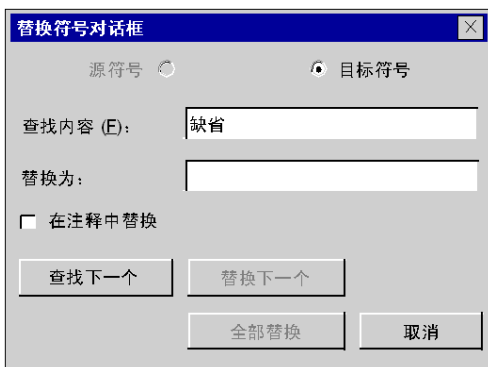 替换符号对话框
源符号 目标符号
查找内容 (F): 缺省
替换为:
在注释中替换
查找下一个 替换下一个
全部替换 取消